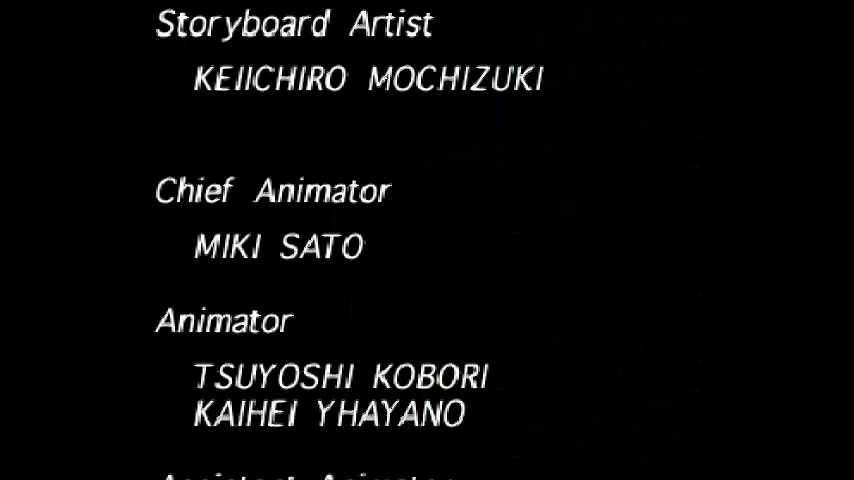 Storyboard Artist
KEIICHIRO MOCHIZUKI
Chief Animator
MIKI SATO
Animator
TSUYOSHI KOBORI
KAIHEI YHAYANO